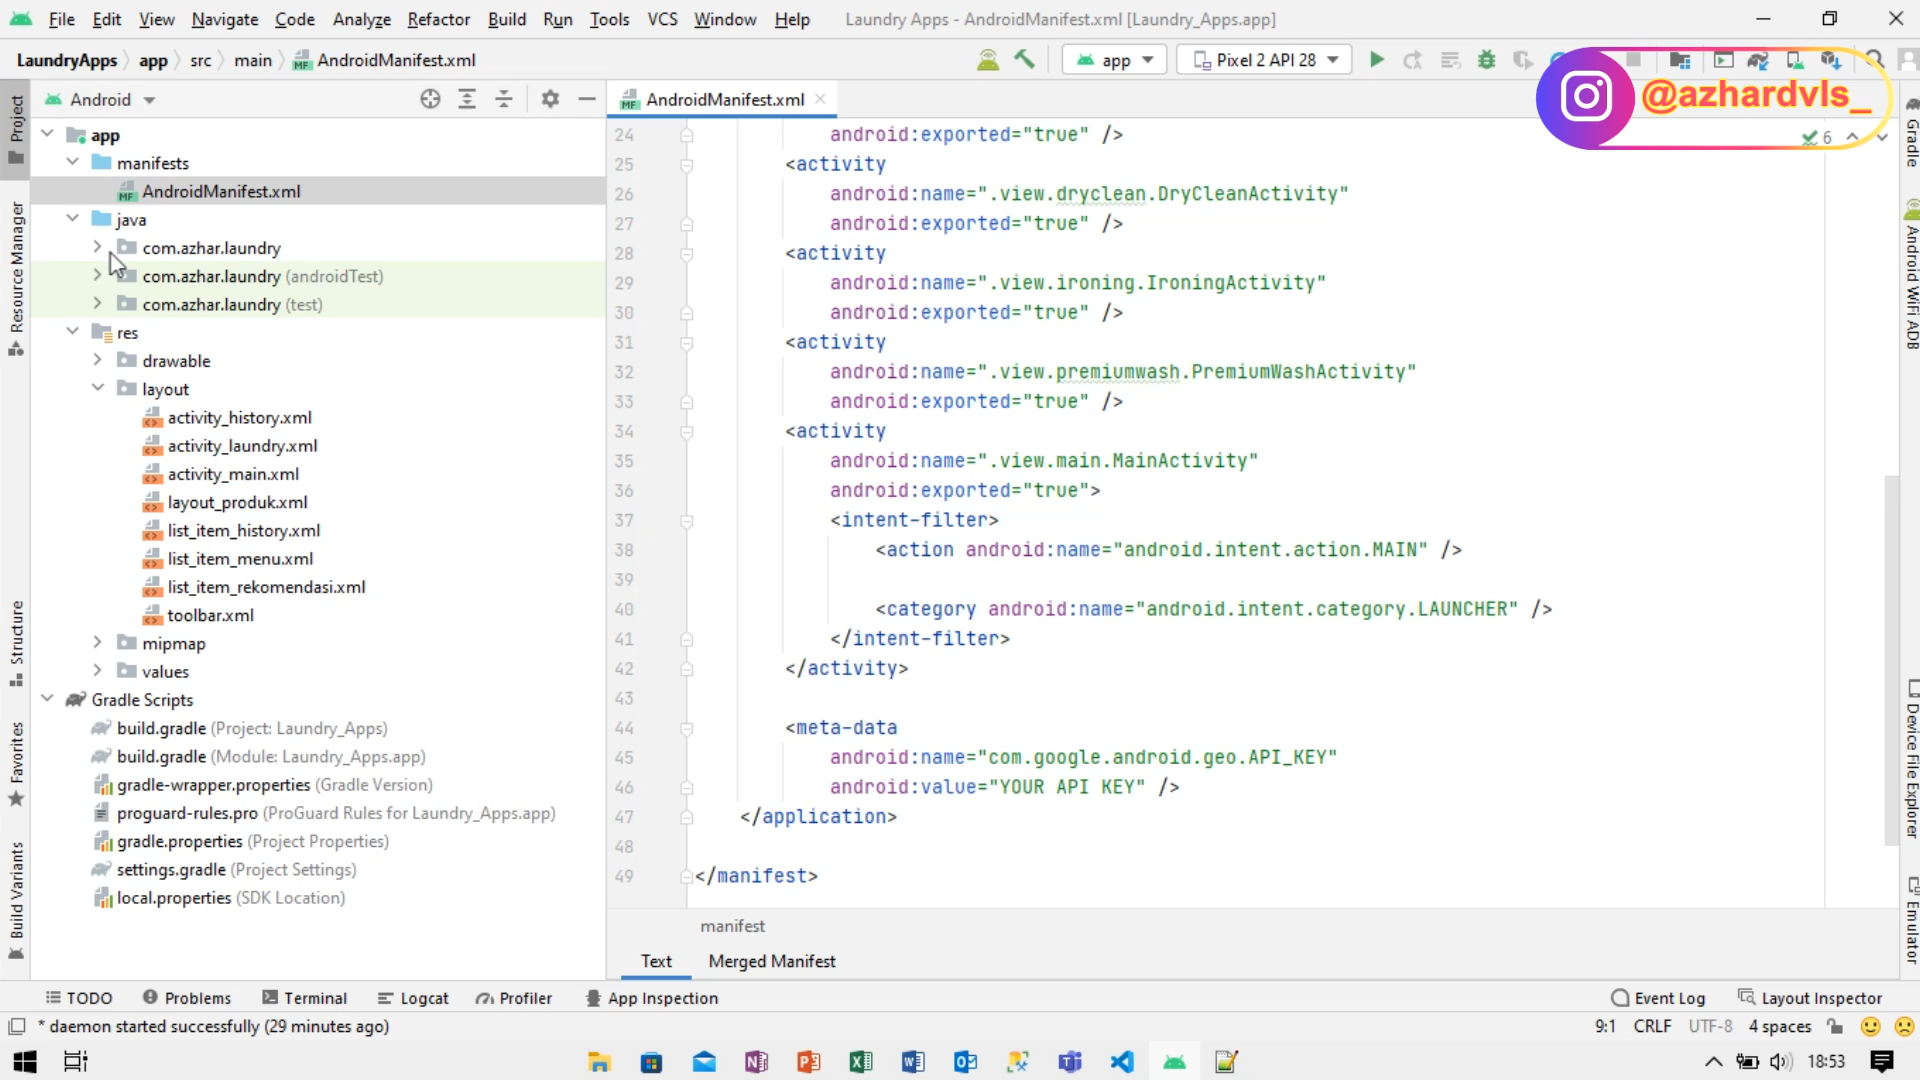 File Edit View Navigate Code Analyze Refactor Build Run Tools VCS Window Help Laundry Apps - AndroidManifest.xml [Laundry_Apps.app]
LaundryApps app src main AndroidManifest.xml app Pixel 2 API 28
@azhardvls_
Android
AndroidManifest.xml
6
Project
Resource Manager
Structure
Favorites
Build Variants
app
manifests
AndroidManifest.xml
java
com.azhar.laundry
com.azhar.laundry (androidTest)
com.azhar.laundry (test)
res
drawable
layout
activity_history.xml
activity_laundry.xml
activity_main.xml
layout_produk.xml
list_item_history.xml
list_item_menu.xml
list_item_rekomendasi.xml
toolbar.xml
mipmap
values
Gradle Scripts
build.gradle (Project: Laundry_Apps)
build.gradle (Module: Laundry_Apps.app)
gradle-wrapper.properties (Gradle Version)
proguard-rules.pro (ProGuard Rules for Laundry_Apps.app)
gradle.properties (Project Properties)
settings.gradle (Project Settings)
local.properties (SDK Location)
24 android:exported="true" />
25 <activity
26 android:name=".view.dryclean.DryCleanActivity"
27 android:exported="true" />
28 <activity
29 android:name=".view.ironing.IroningActivity"
30 android:exported="true" />
31 <activity
32 android:name=".view.premiumwash.PremiumWashActivity"
33 android:exported="true" />
34 <activity
35 android:name=".view.main.MainActivity"
36 android:exported="true">
37 <intent-filter>
38 <action android:name="android.intent.action.MAIN" />
39
40 <category android:name="android.intent.category.LAUNCHER" />
41 </intent-filter>
42 </activity>
43
44 <meta-data
45 android:name="com.google.android.geo.API_KEY"
46 android:value="YOUR API KEY" />
47 </application>
48
49 </manifest>
manifest
Text Merged Manifest
Gradle
Android WiFi ADB
Device File Explorer
Emulator
TODO Problems Terminal Logcat Profiler App Inspection Event Log Layout Inspector
* daemon started successfully (29 minutes ago) 9:1 CRLF UTF-8 4 spaces
18:53